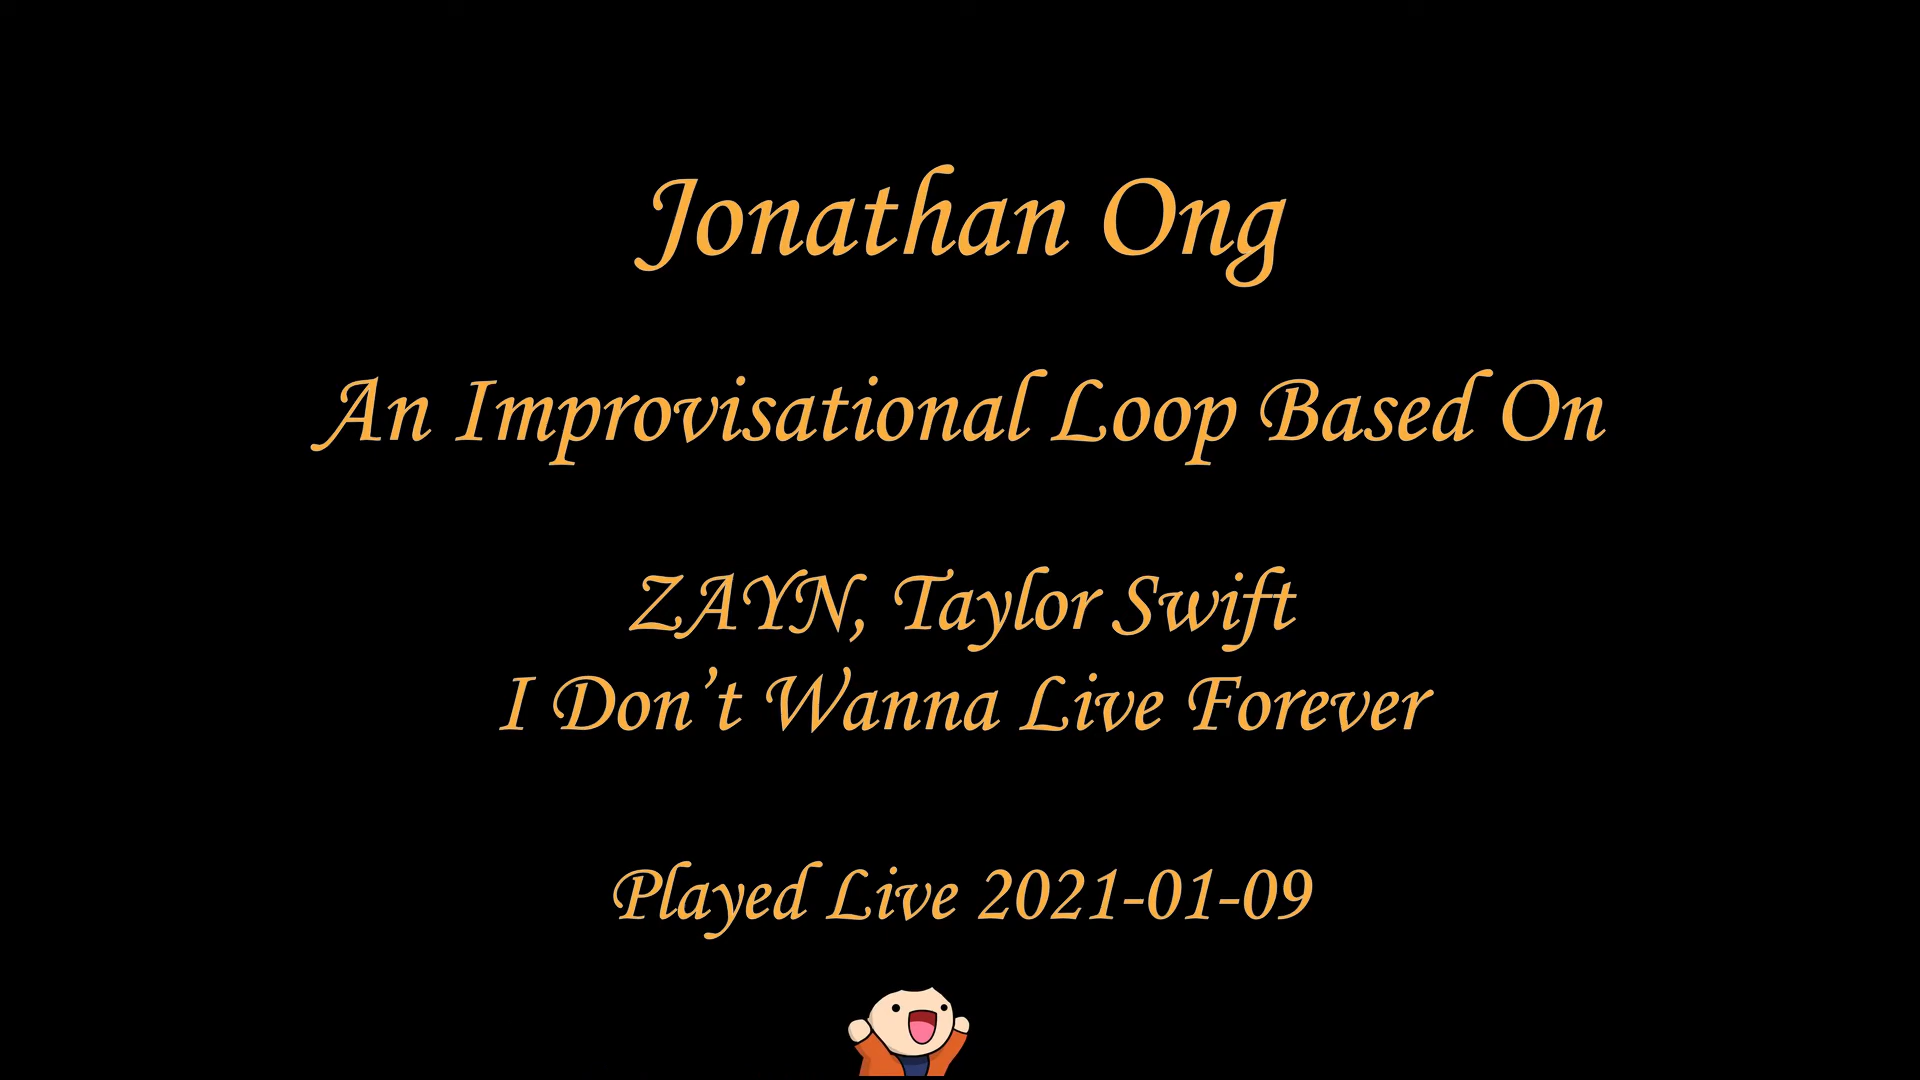 Jonathan Ong
An Improvisational Loop Based On
ZAYN, Taylor Swift
I Don’t Wanna Live Forever
Played Live 2021-01-09